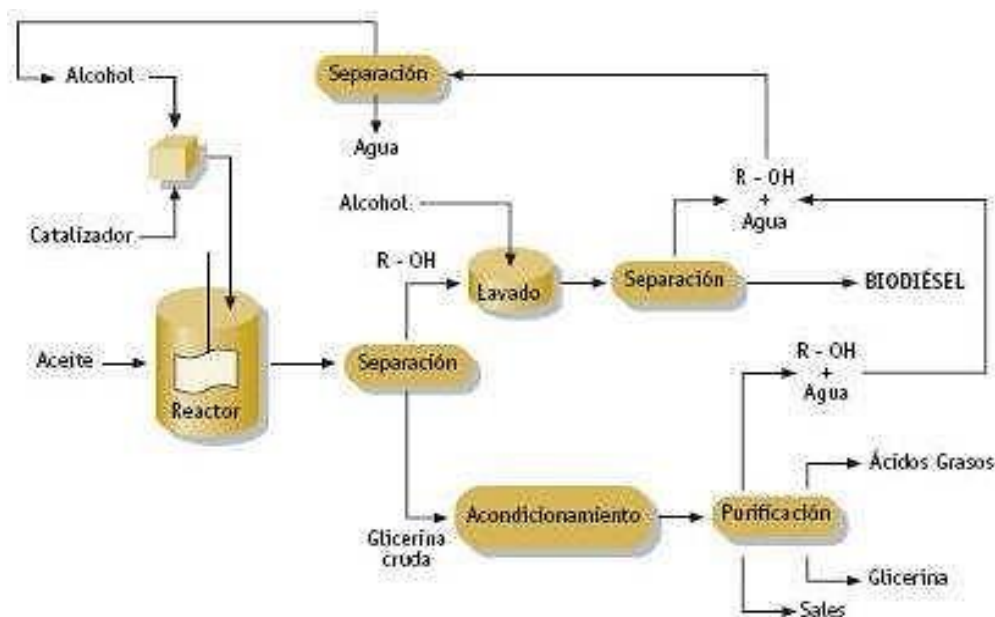 Separación
Alcohol
Agua
R - OH
+
Agua
Alcohol
Catalizador
R - OH
Lavado
Separación
BIODIÉSEL
Aceite
Reactor
Separación
R - OH
+
Agua
Ácidos Grasos
Acondicionamiento
Purificación
Glicerina
cruda
Glicerina
Sales